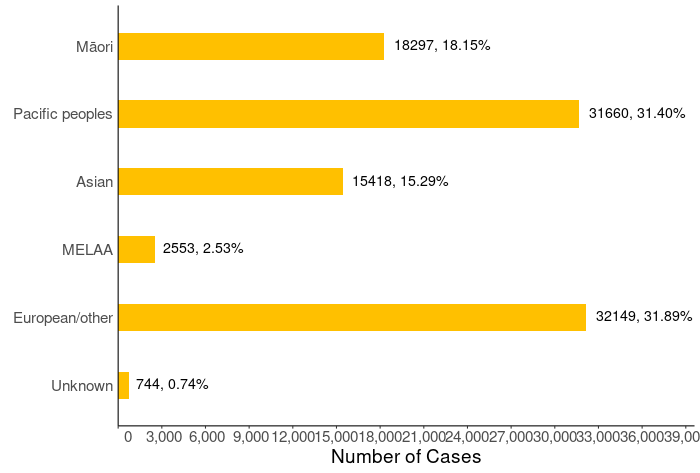 Māori 18297, 18.15%
Pacific peoples 31660, 31.40%
Asian 15418, 15.29%
MELAA 2553, 2.53%
European/other 32149, 31.89%
Unknown 744, 0.74%
0 3,000 6,000 9,000 12,000 15,000 18,000 21,000 24,000 27,000 30,000 33,000 36,000 39,00
Number of Cases